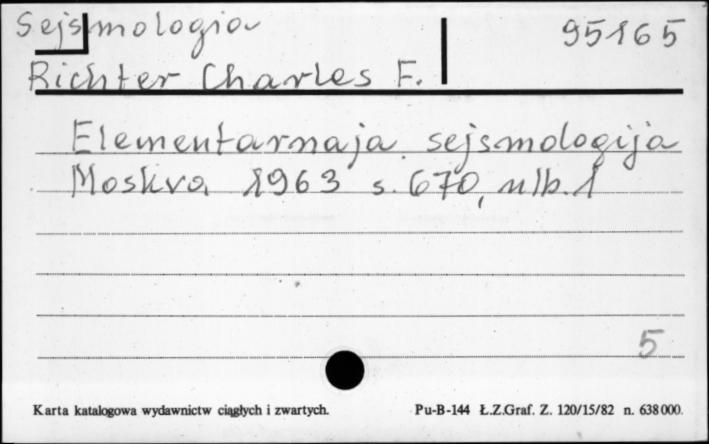 Sejsmologia 95165
Richter Charles F.
Elementarnaja sejsmologija
Moskva 1963 s. 670, nlb. 1
5
Karta katalogowa wydawnictw ciągłych i zwartych. Pu-B-144 Ł.Z.Graf. Z. 120/15/82 n. 638000.